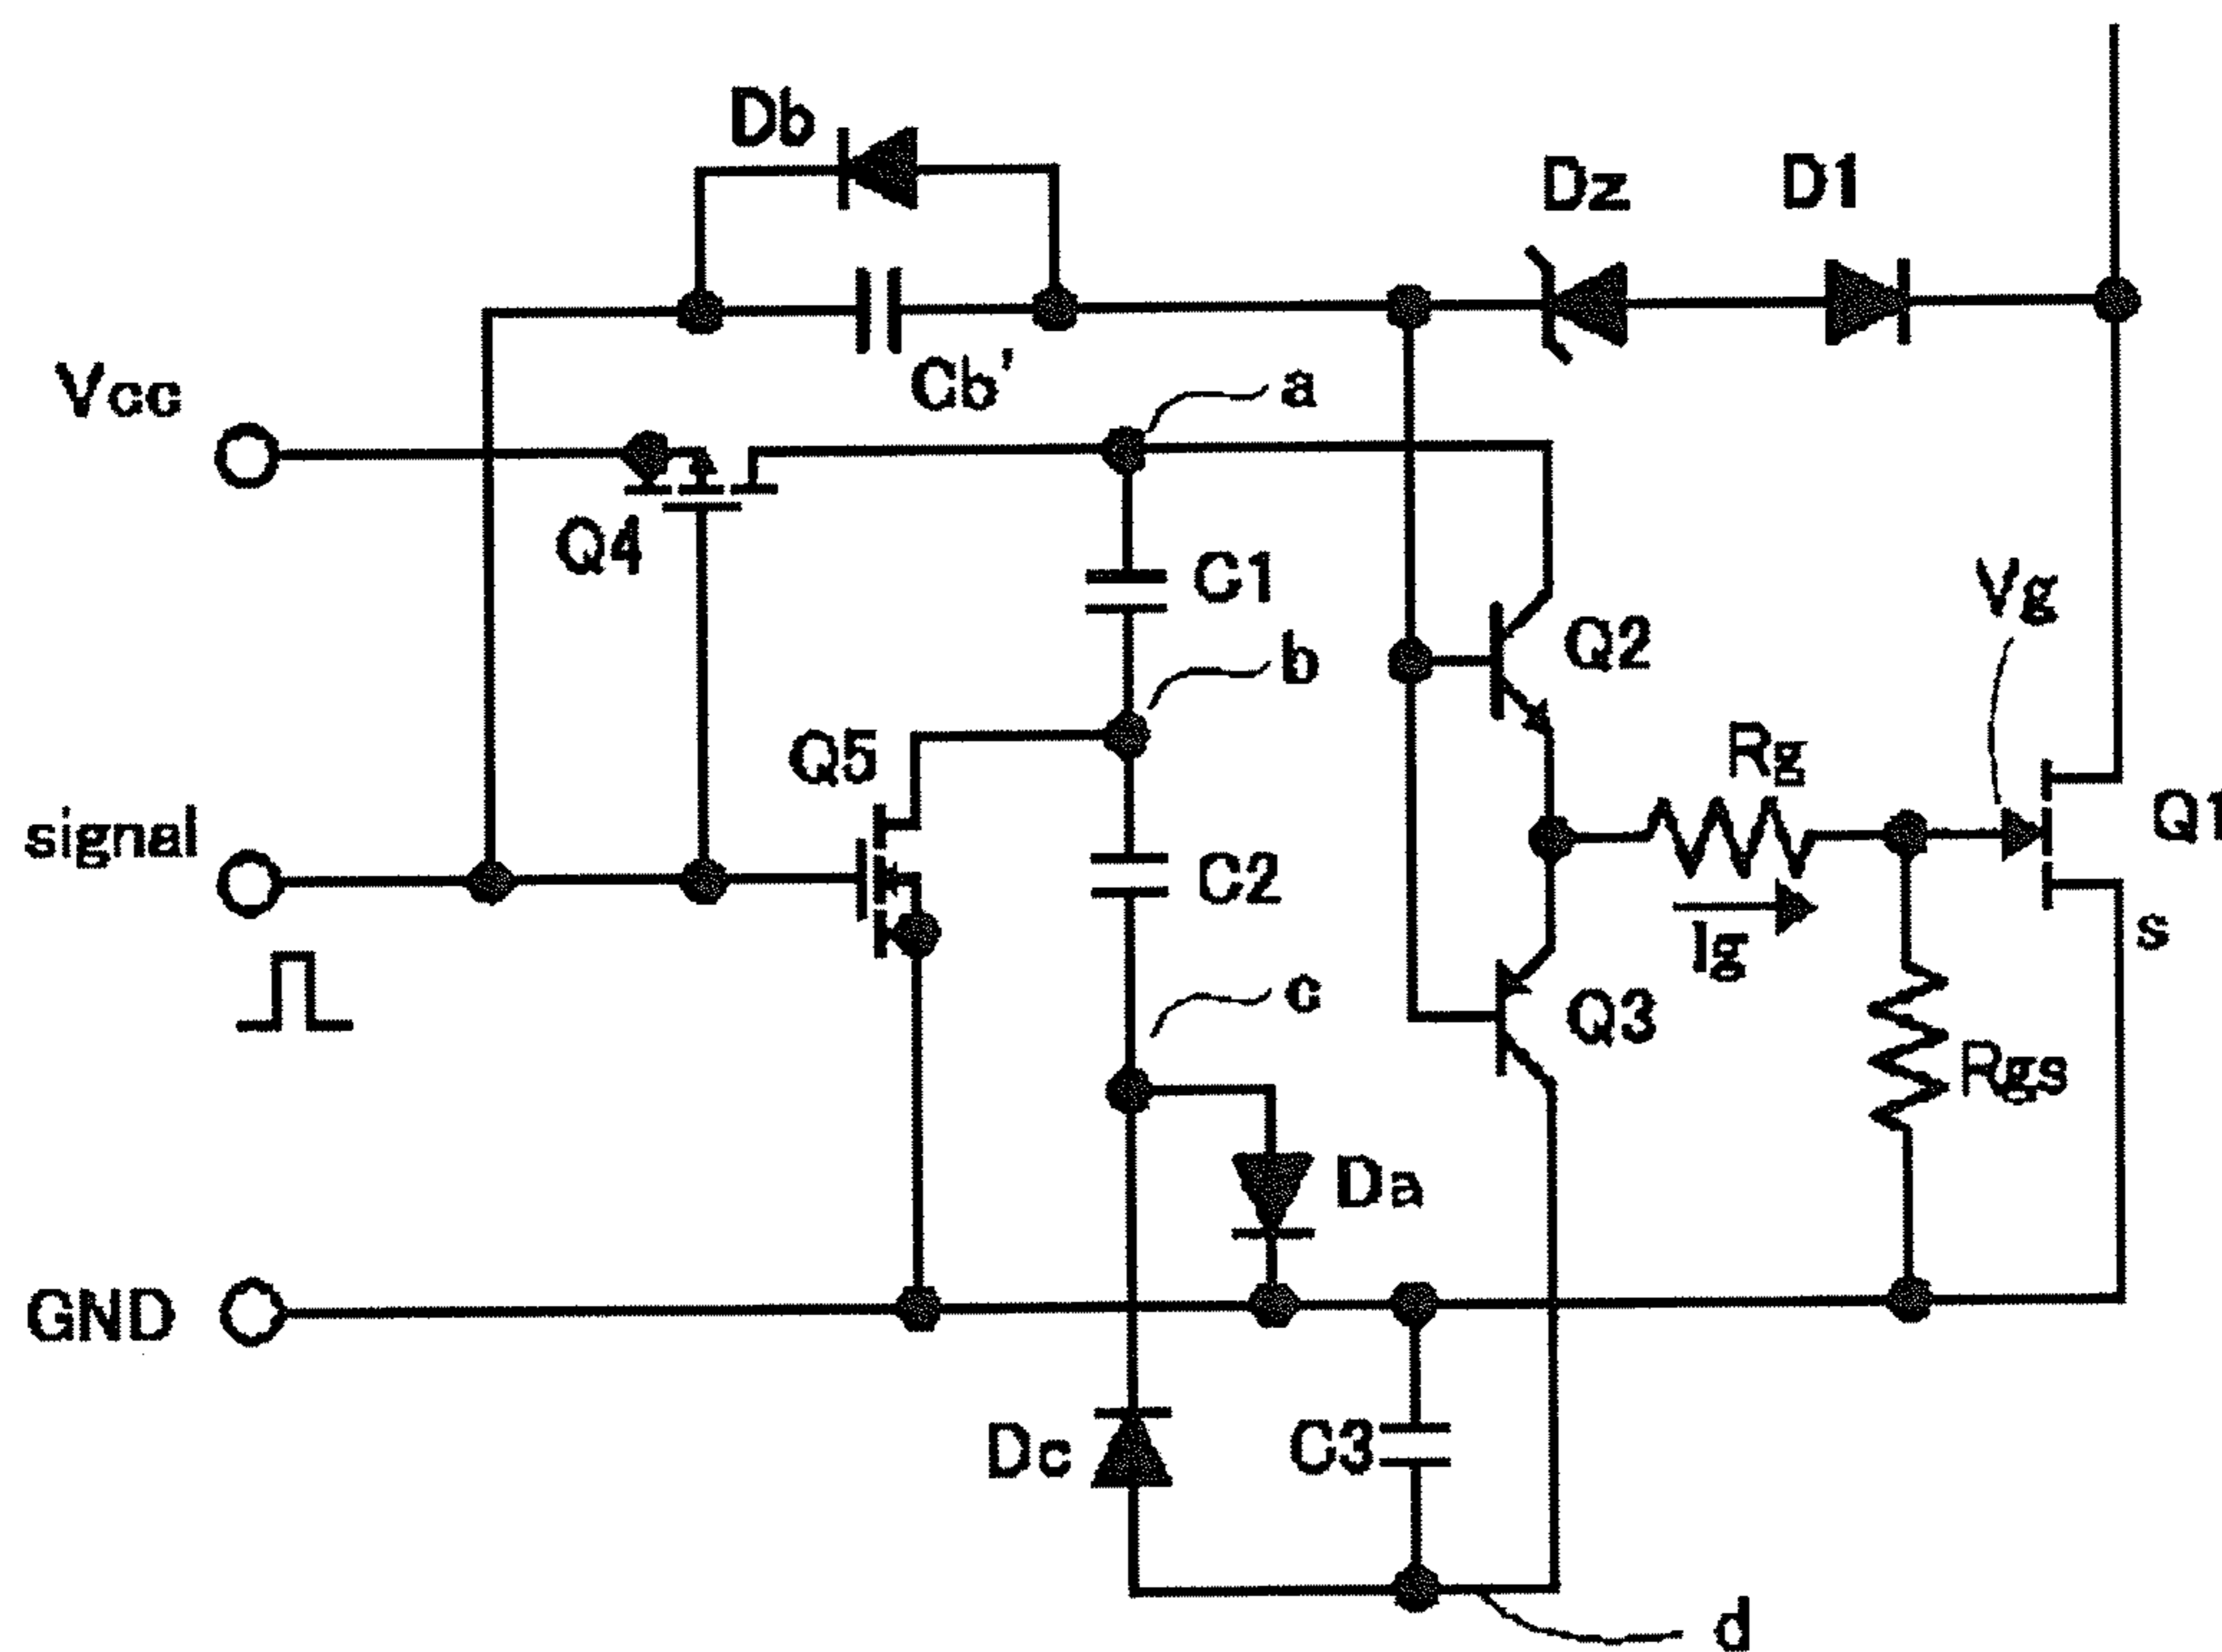 Db
Dz
D1
Vcc
Cb'
a
Q4
C1
Vg
b
Q2
Q5
Rg
signal
Q1
C2
s
Ig
c
Q3
Rgs
Da
GND
Dc
C3
d